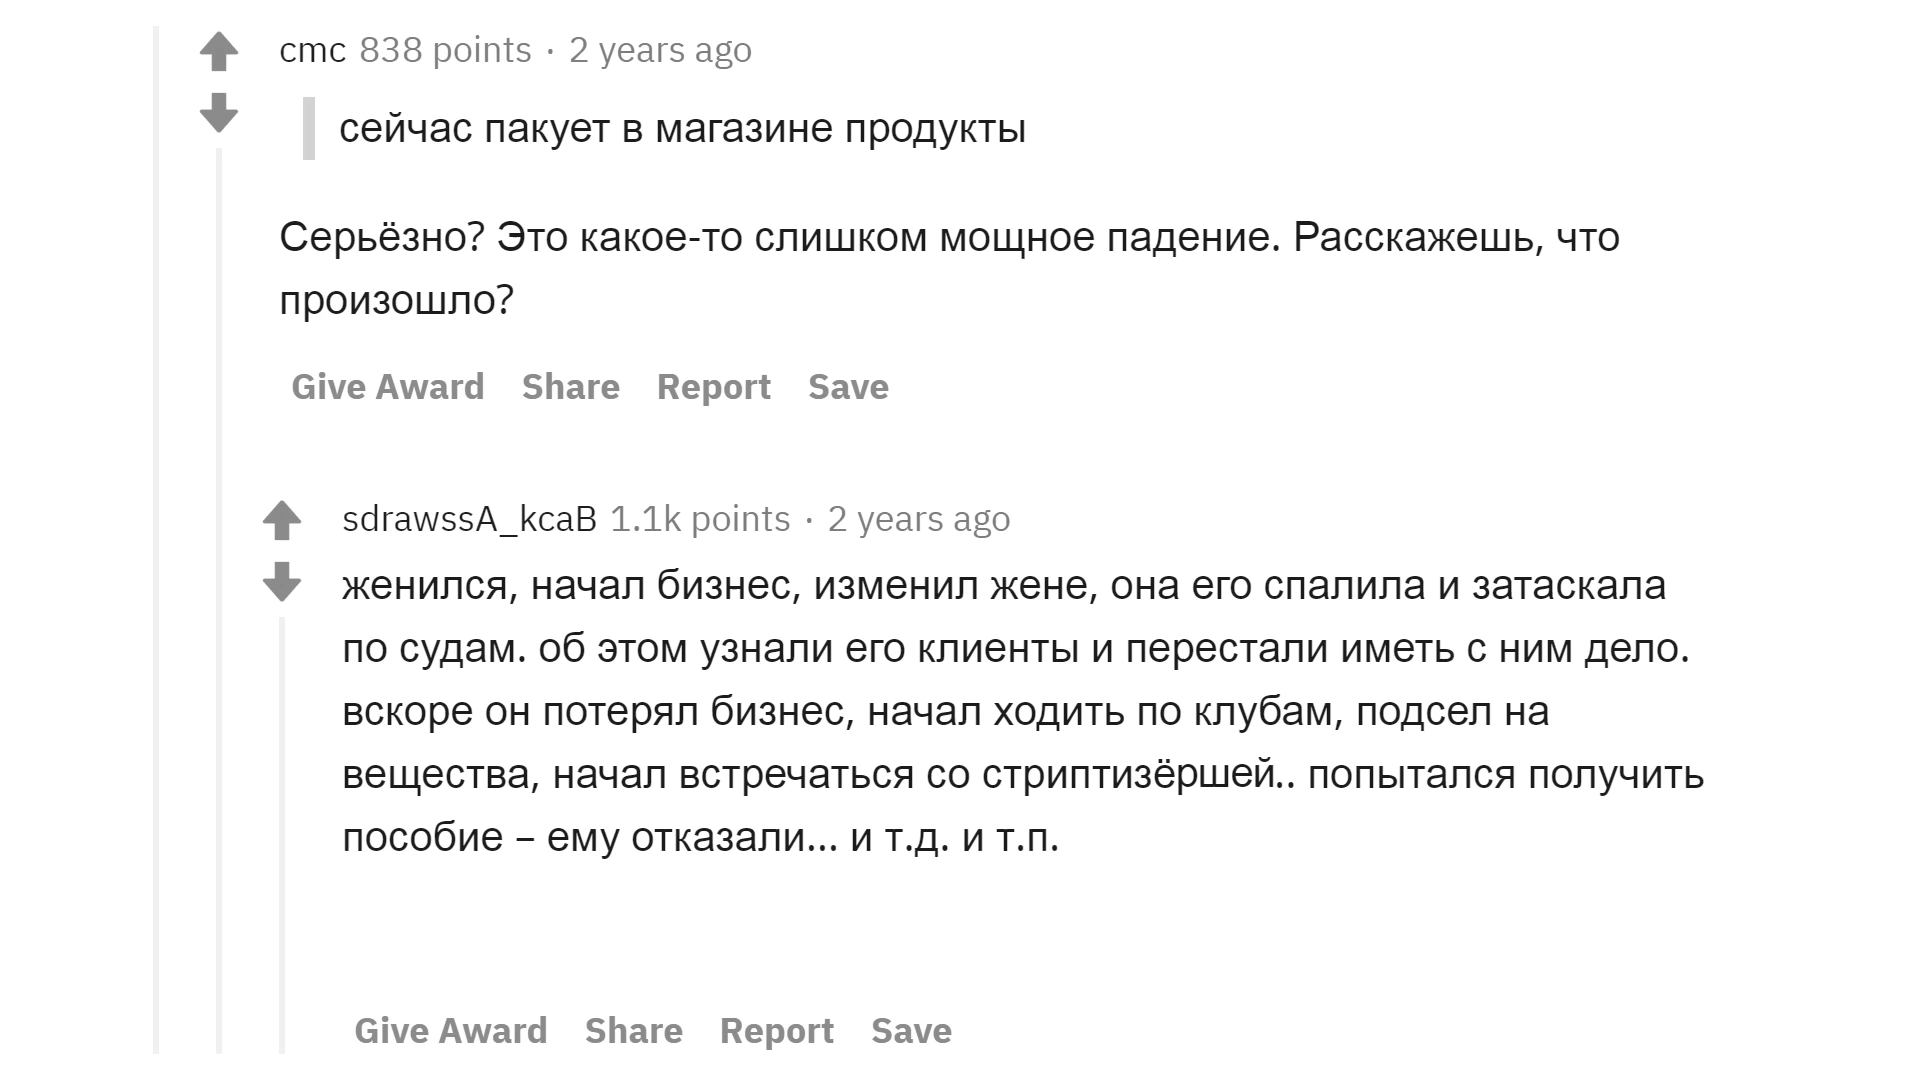 cmc 838 points · 2 years ago
сейчас пакует в магазине продукты
Серьёзно? Это какое-то слишком мощное падение. Расскажешь, что
произошло?
Give Award Share Report Save
sdrawssA_kcaB 1.1k points · 2 years ago
женился, начал бизнес, изменил жене, она его спалила и затаскала
по судам. об этом узнали его клиенты и перестали иметь с ним дело.
вскоре он потерял бизнес, начал ходить по клубам, подсел на
вещества, начал встречаться со стриптизёршей.. попытался получить
пособие – ему отказали... и т.д. и т.п.
Give Award Share Report Save